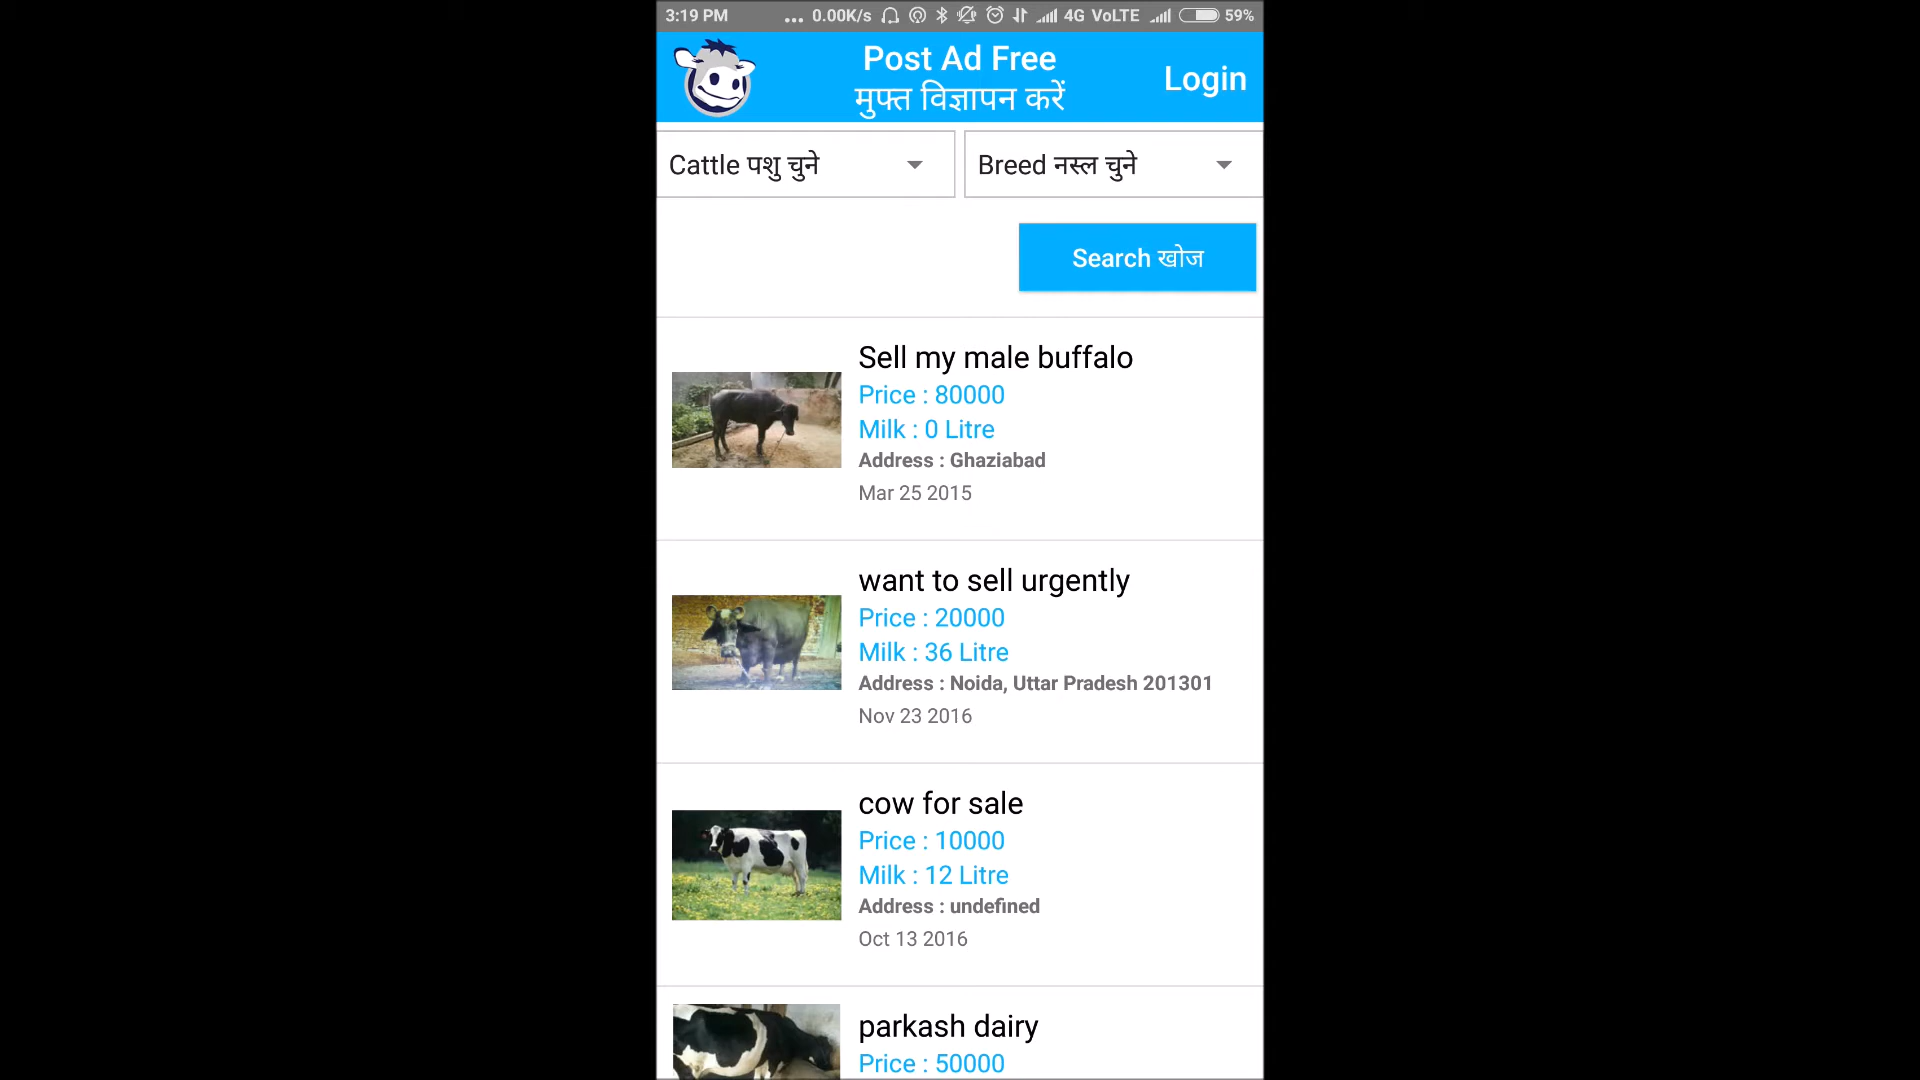 3:19 PM ... 0.00K/s 4G VoLTE 59%
Post Ad Free
मुफ्त विज्ञापन करें
Login
Cattle पशु चुने
Breed नस्ल चुने
Search खोज
Sell my male buffalo
Price : 80000
Milk : 0 Litre
Address : Ghaziabad
Mar 25 2015
want to sell urgently
Price : 20000
Milk : 36 Litre
Address : Noida, Uttar Pradesh 201301
Nov 23 2016
cow for sale
Price : 10000
Milk : 12 Litre
Address : undefined
Oct 13 2016
parkash dairy
Price : 50000